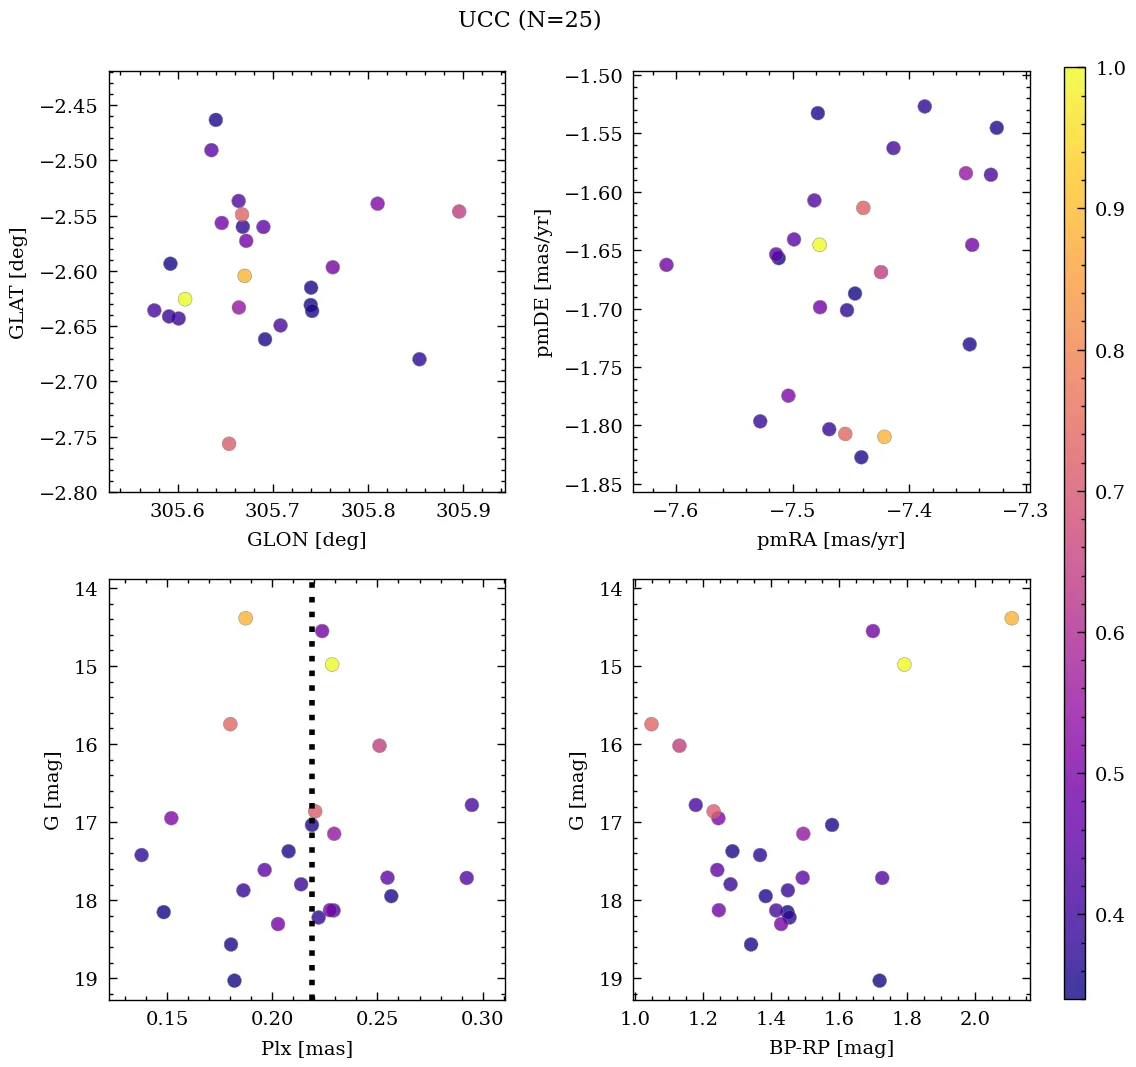 UCC (N=25)
−2.45
−2.50
−2.55
−2.60
−2.65
−2.70
−2.75
−2.80
GLAT [deg]
305.6 305.7 305.8 305.9
GLON [deg]
−1.50
−1.55
−1.60
−1.65
−1.70
−1.75
−1.80
−1.85
pmDE [mas/yr]
−7.6 −7.5 −7.4 −7.3
pmRA [mas/yr]
14
15
16
17
18
19
G [mag]
0.15 0.20 0.25 0.30
Plx [mas]
14
15
16
17
18
19
G [mag]
1.0 1.2 1.4 1.6 1.8 2.0
BP-RP [mag]
1.0
0.9
0.8
0.7
0.6
0.5
0.4